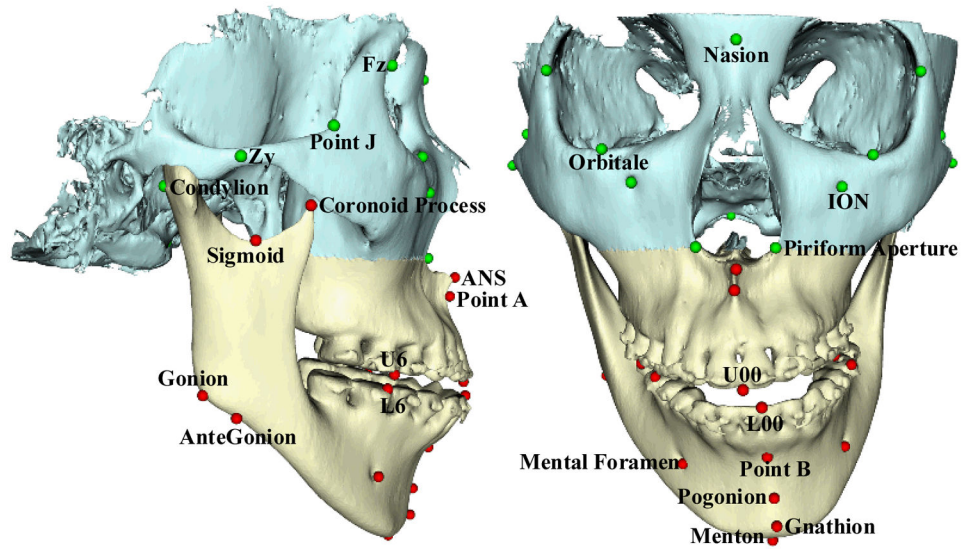 Fz
Point J
Zy
Condylion
Coronoid Process
Sigmoid
ANS
Point A
U6
L6
Gonion
AnteGonion
Nasion
Orbitale
ION
Piriform Aperture
U00
L00
Mental Foramen
Point B
Pogonion
Gnathion
Menton